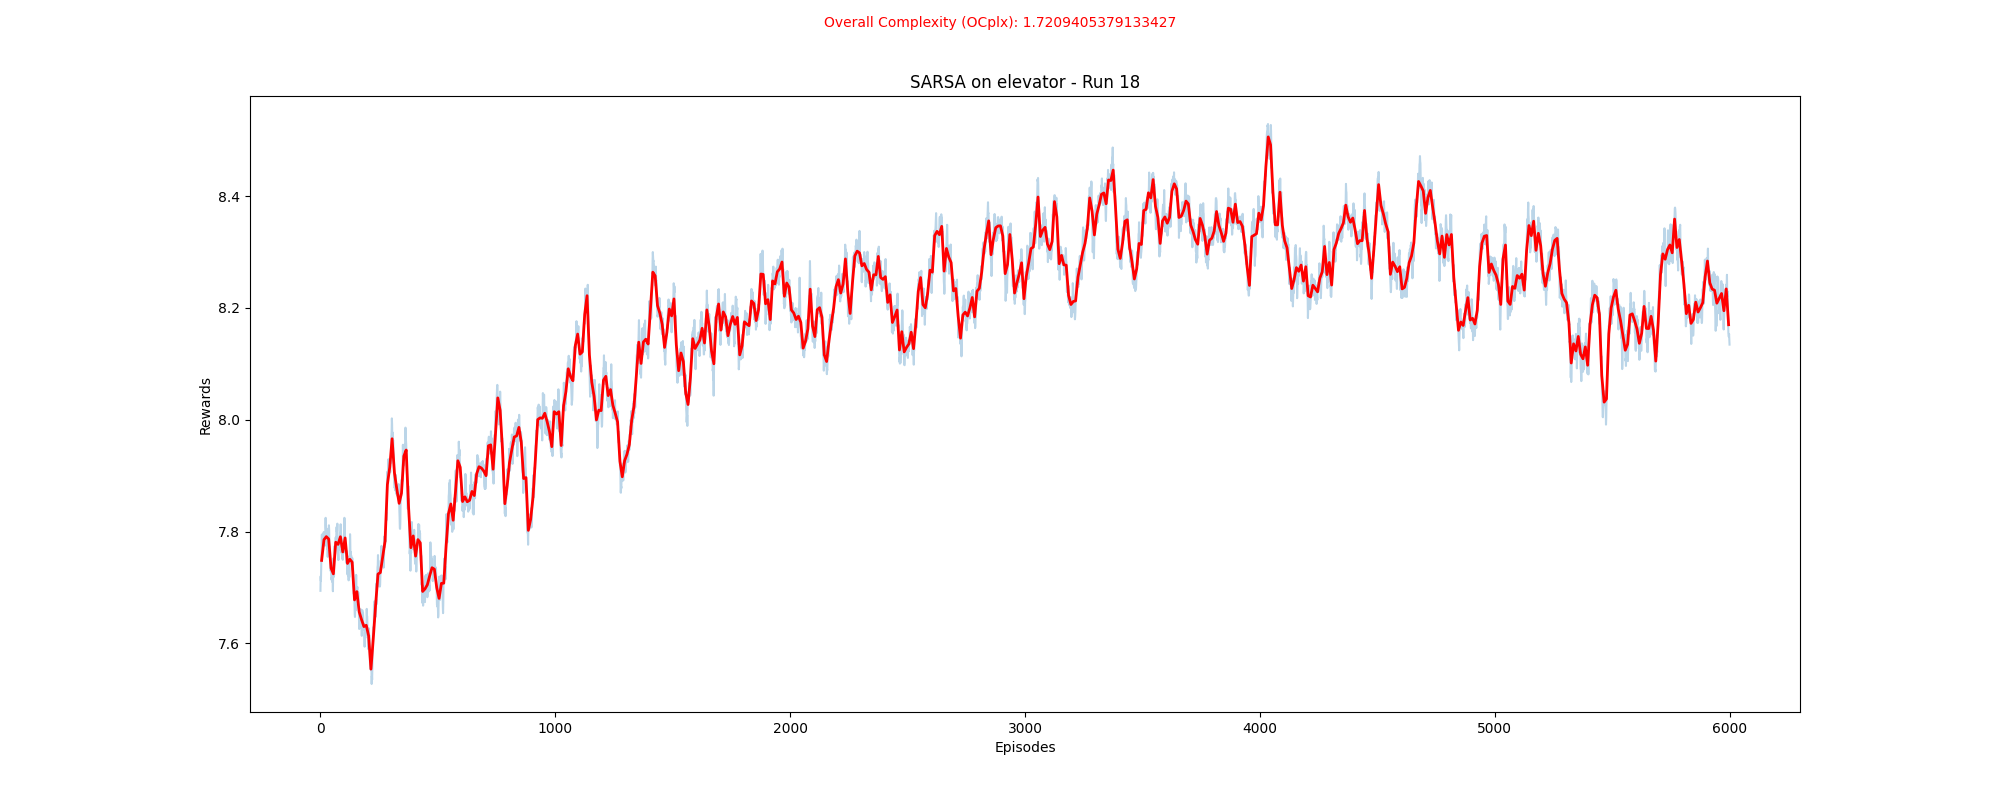 Overall Complexity (OCplx): 1.7209405379133427
SARSA on elevator - Run 18
Rewards
8.4
8.2
8.0
7.8
7.6
0 1000 2000 3000 4000 5000 6000
Episodes